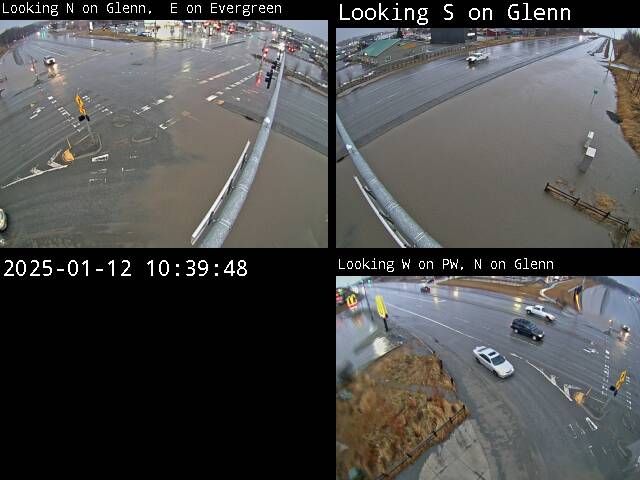 Looking N on Glenn,  E on Evergreen
Looking S on Glenn
2025-01-12 10:39:48
Looking W on PW, N on Glenn